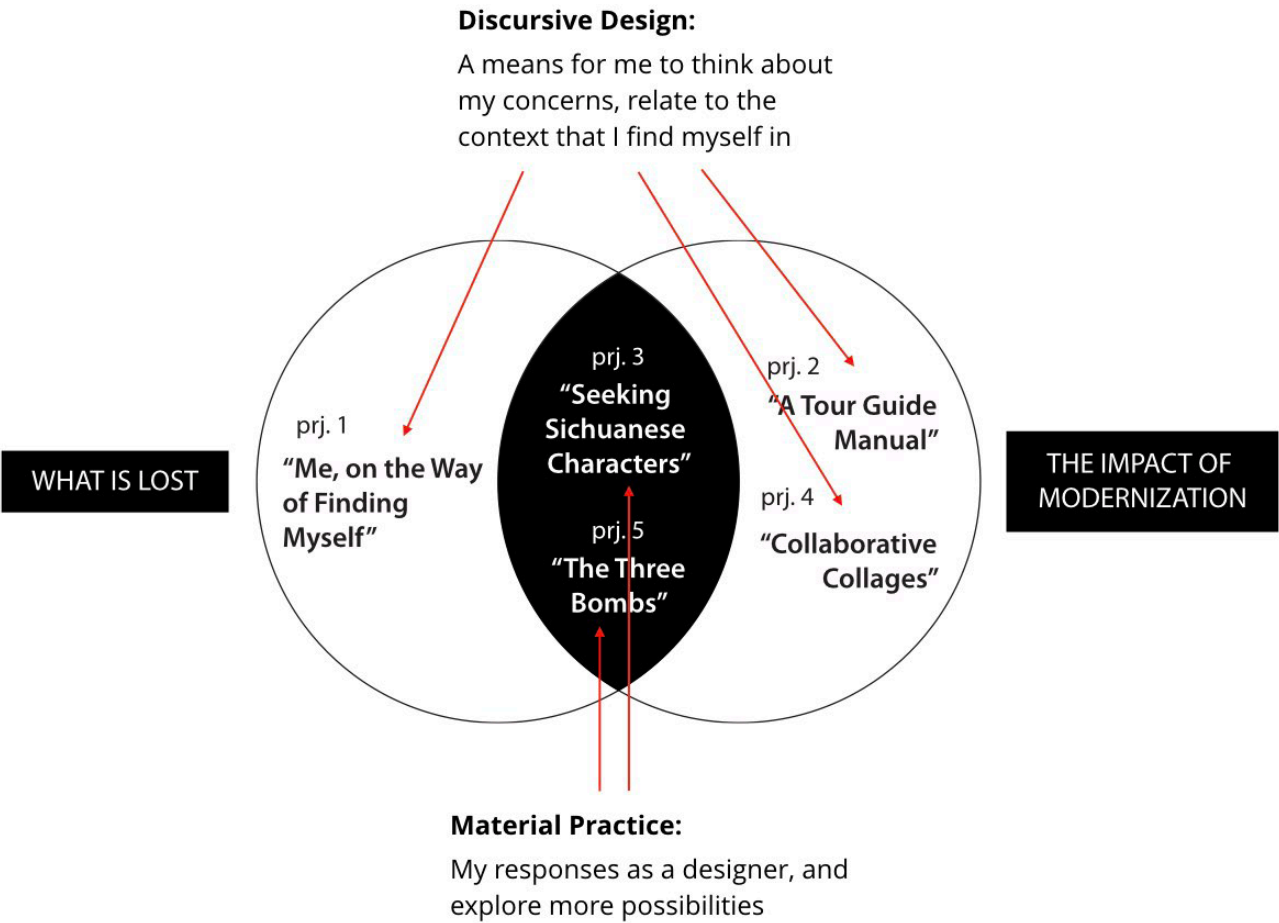 Discursive Design:
A means for me to think about
my concerns, relate to the
context that I find myself in
WHAT IS LOST
prj. 1
“Me, on the Way
of Finding
Myself”
prj. 3
“Seeking
Sichuanese
Characters”
prj. 5
“The Three
Bombs”
prj. 2
“A Tour Guide
Manual”
prj. 4
“Collaborative
Collages”
THE IMPACT OF
MODERNIZATION
Material Practice:
My responses as a designer, and
explore more possibilities